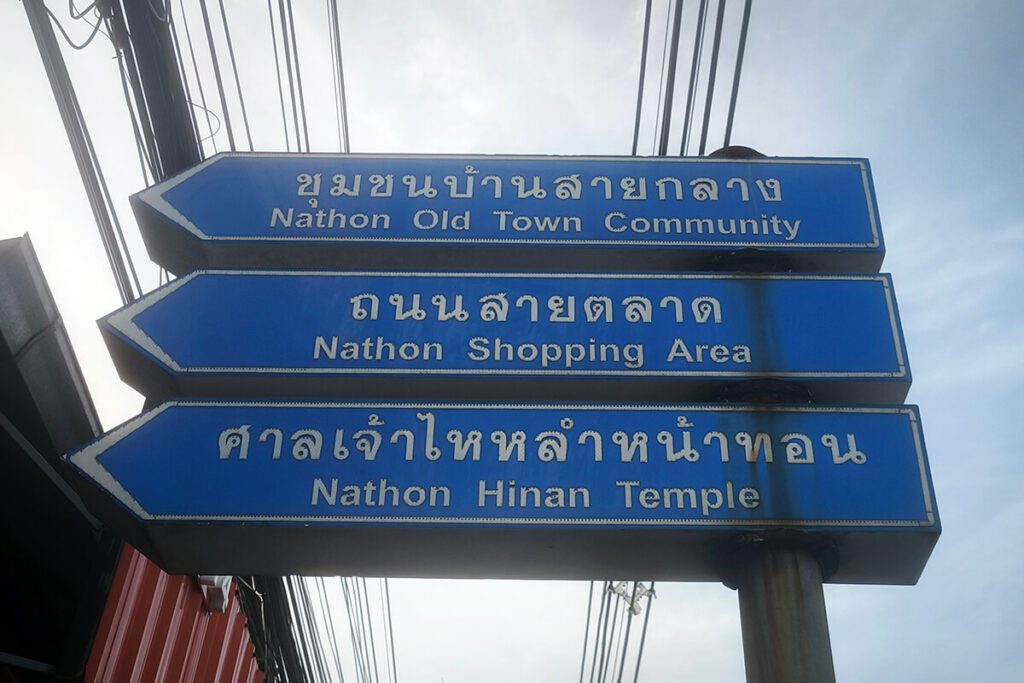 ชุมชนบ้านสายกลาง
Nathon Old Town Community
ถนนสายตลาด
Nathon Shopping Area
ศาลเจ้าไหหลำหน้าทอน
Nathon Hinan Temple